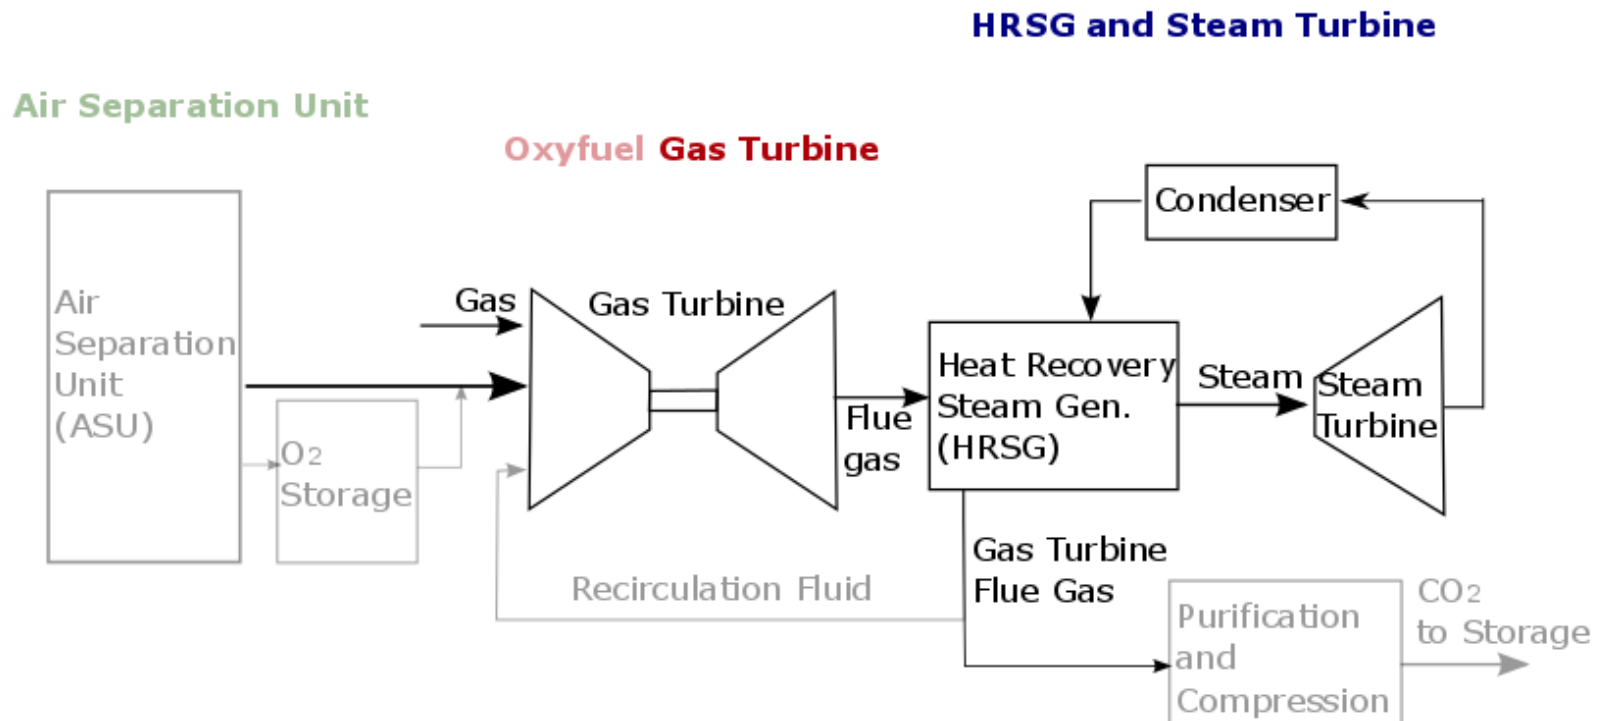 HRSG and Steam Turbine
Air Separation Unit
Oxyfuel Gas Turbine
Condenser
Air
Separation
Unit
(ASU)
Gas
Gas Turbine
O2
Storage
Flue
gas
Heat Recovery
Steam Gen.
(HRSG)
Steam
Steam
Turbine
Recirculation Fluid
Gas Turbine
Flue Gas
Purification
and
Compression
CO2
to Storage